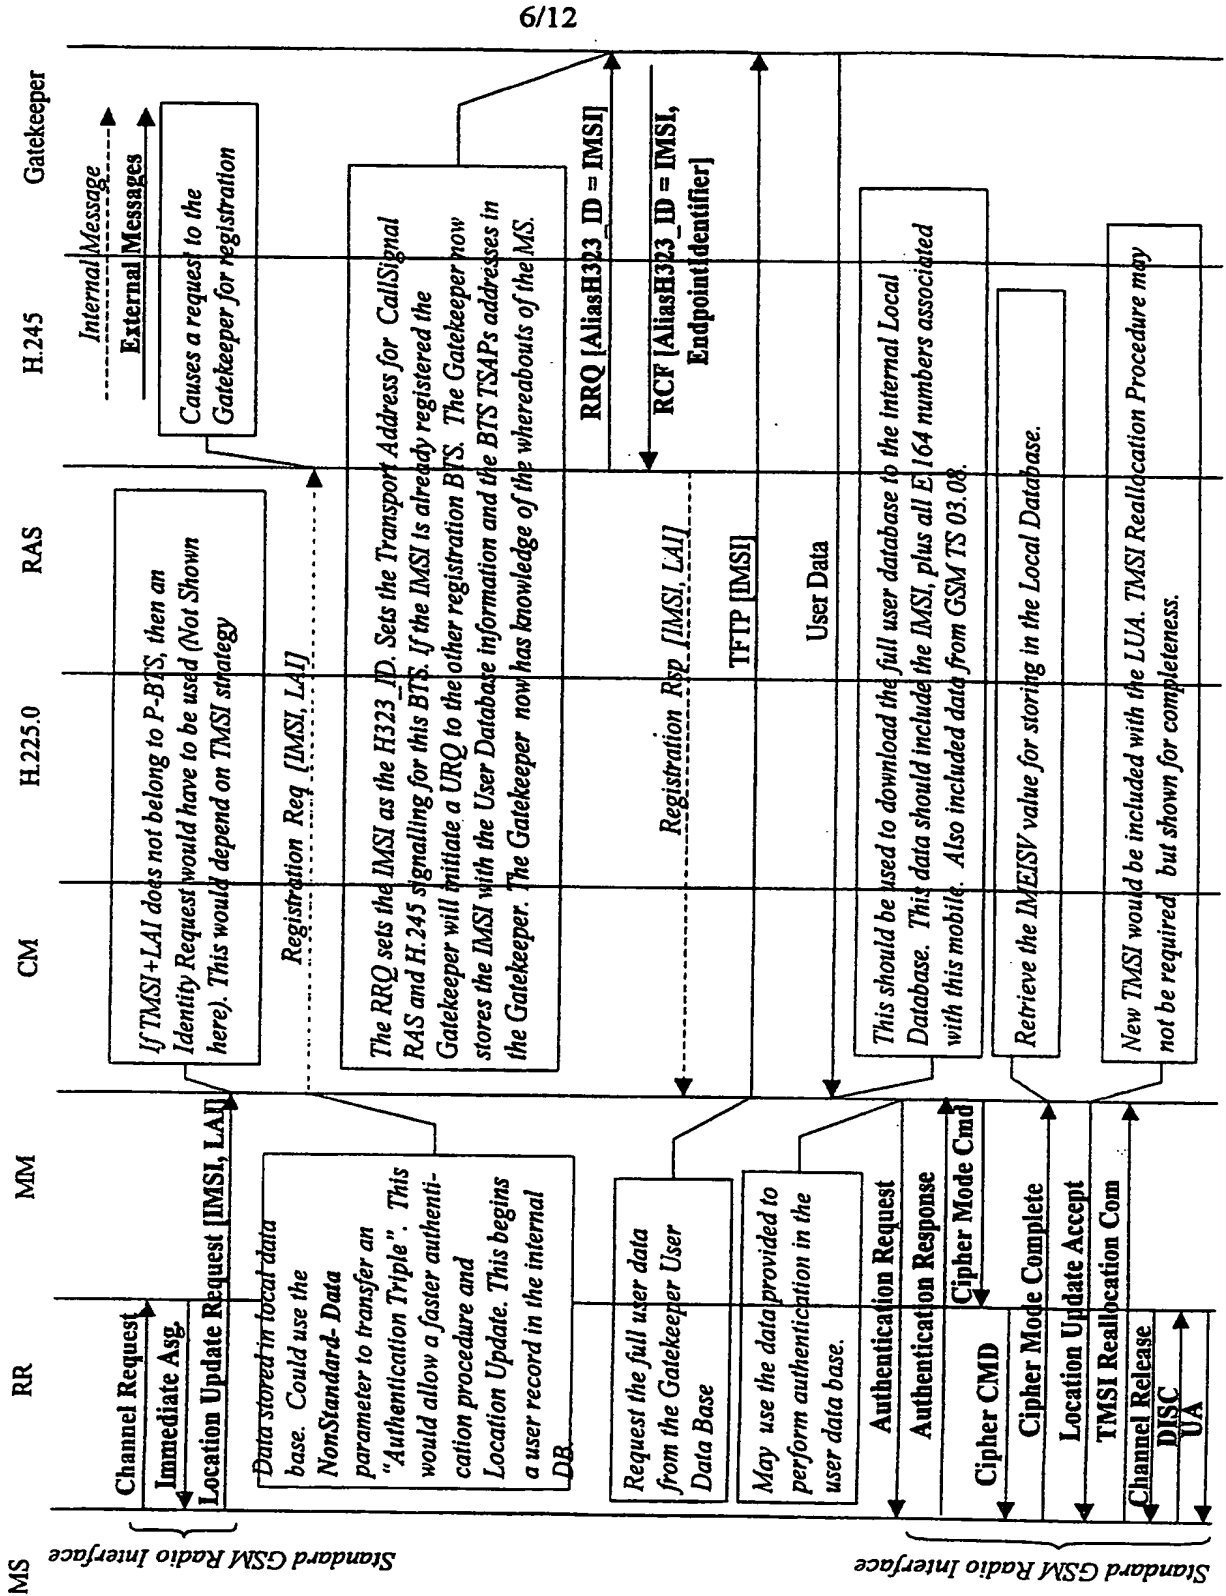 6/12
MS
RR
MM
CM
H.225.0
RAS
H.245
Gatekeeper
Internal Message
External Messages
Standard GSM Radio Interface
Channel Request
Immediate Asg.
Location Update Request [IMSI, LAI]
If TMSI+LAI does not belong to P-BTS, then an
Identity Request would have to be used (Not Shown
here). This would depend on TMSI strategy
Causes a request to the
Gatekeeper for registration
Registration Req [IMSI, LAI]
Data stored in local data
base. Could use the
NonStandard- Data
parameter to transfer an
"Authentication Triple". This
would allow a faster authenti-
cation procedure and
Location Update. This begins
a user record in the internal
DB.
The RRQ sets the IMSI as the H323_ID. Sets the Transport Address for CallSignal
RAS and H.245 signalling for this BTS. If the IMSI is already registered the
Gatekeeper will initiate a URQ to the other registration BTS. The Gatekeeper now
stores the IMSI with the User Database information and the BTS TSAPs addresses in
the Gatekeeper. The Gatekeeper now has knowledge of the whereabouts of the MS.
RRQ [AliasH323_ID = IMSI]
RCF [AliasH323_ID = IMSI,
EndpointIdentifier]
Registration Rsp [IMSI, LAI]
Request the full user data
from the Gatekeeper User
Data Base
TFTP [IMSI]
User Data
May use the data provided to
perform authentication in the
user data base.
This should be used to download the full user database to the internal Local
Database. This data should include the IMSI, plus all E.164 numbers associated
with this mobile. Also included data from GSM TS 03.08.
Standard GSM Radio Interface
Authentication Request
Authentication Response
Cipher Mode Cmd
Cipher CMD
Cipher Mode Complete
Retrieve the IMEISV value for storing in the Local Database.
Location Update Accept
TMSI Reallocation Com
New TMSI would be included with the LUA. TMSI Reallocation Procedure may
not be required, but shown for completeness.
Channel Release
DISC
UA